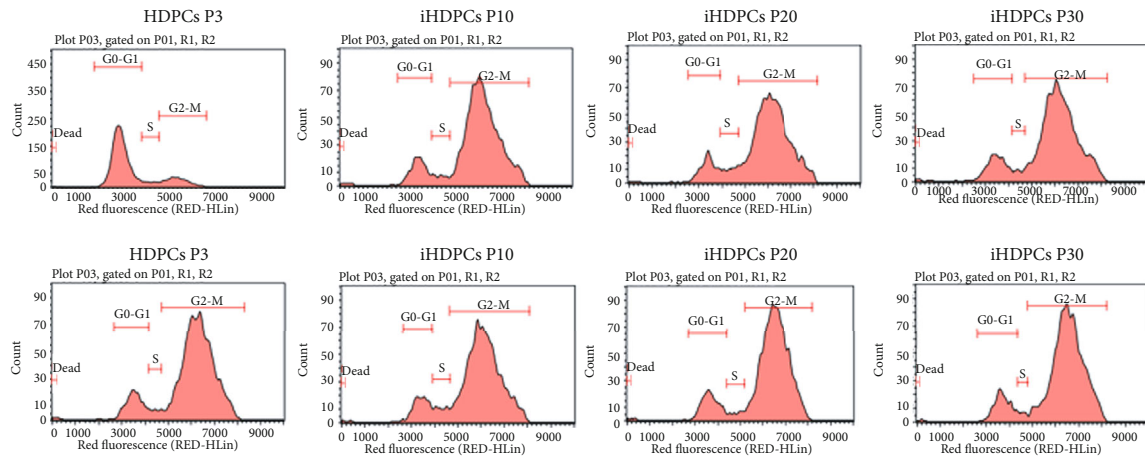 HDPCs P3
Plot P03, gated on P01, R1, R2
Count
450
350
250
150
50
0
G0-G1
S
G2-M
Dead
0 1000 3000 5000 7000 9000
Red fluorescence (RED-HLin)
iHDPCs P10
Plot P03, gated on P01, R1, R2
Count
90
70
50
30
10
0
G0-G1
S
G2-M
Dead
0 1000 3000 5000 7000 9000
Red fluorescence (RED-HLin)
iHDPCs P20
Plot P03, gated on P01, R1, R2
Count
90
70
50
30
10
0
G0-G1
S
G2-M
Dead
0 1000 3000 5000 7000 9000
Red fluorescence (RED-HLin)
iHDPCs P30
Plot P03, gated on P01, R1, R2
Count
90
70
50
30
10
0
G0-G1
S
G2-M
Dead
0 1000 3000 5000 7000 9000
Red fluorescence (RED-HLin)
HDPCs P3
Plot P03, gated on P01, R1, R2
Count
90
70
50
30
10
0
G0-G1
S
G2-M
Dead
0 1000 3000 5000 7000 9000
Red fluorescence (RED-HLin)
iHDPCs P10
Plot P03, gated on P01, R1, R2
Count
90
70
50
30
10
0
G0-G1
S
G2-M
Dead
0 1000 3000 5000 7000 9000
Red fluorescence (RED-HLin)
iHDPCs P20
Plot P03, gated on P01, R1, R2
Count
90
70
50
30
10
0
G0-G1
S
G2-M
Dead
0 1000 3000 5000 7000 9000
Red fluorescence (RED-HLin)
iHDPCs P30
Plot P03, gated on P01, R1, R2
Count
90
70
50
30
10
0
G0-G1
S
G2-M
Dead
0 1000 3000 5000 7000 9000
Red fluorescence (RED-HLin)